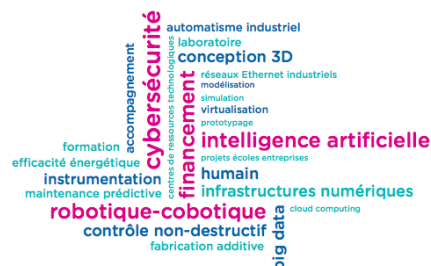 automatisme industriel
laboratoire
conception 3D
réseaux Ethernet industriels
modélisation
simulation
virtualisation
prototypage
intelligence artificielle
projets écoles entreprises
humain
infrastructures numériques
cloud computing
big data
accompagnement
cybersécurité
centres de ressources technologiques
financement
formation
efficacité énergétique
instrumentation
maintenance prédictive
robotique-cobotique
contrôle non-destructif
fabrication additive